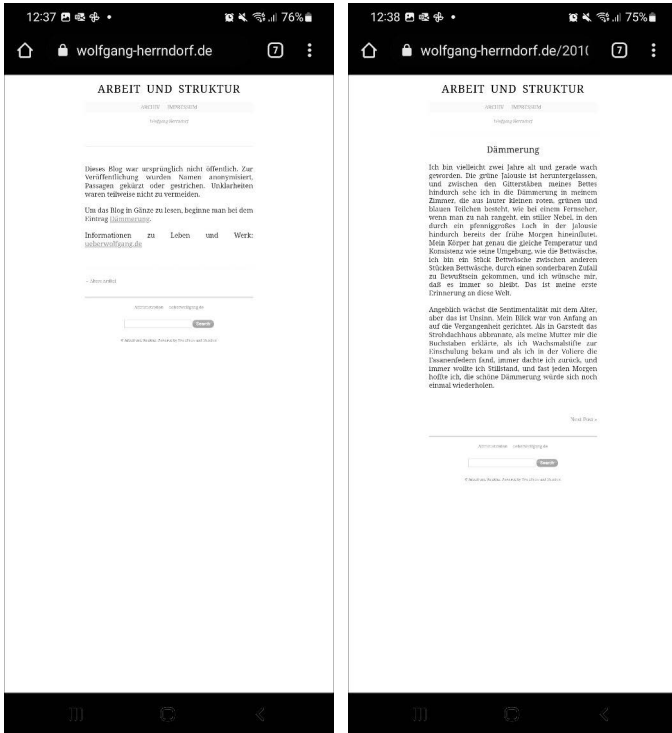 12:37
76%
wolfgang-herrndorf.de
7
ARBEIT UND STRUKTUR
ARCHIV IMPRESSUM
Wolfgang Herrndorf
Dieses Blog war ursprünglich nicht öffentlich. Zur
Veröffentlichung wurden Namen anonymisiert,
Passagen gekürzt oder gestrichen. Unklarheiten
waren teilweise nicht zu vermeiden.
Um das Blog in Gänze zu lesen, beginne man bei dem
Eintrag Dämmerung.
Informationen zu Leben und Werk:
ueberwolfgang.de
Search
12:38
75%
wolfgang-herrndorf.de/2010
7
ARBEIT UND STRUKTUR
ARCHIV IMPRESSUM
Wolfgang Herrndorf
Dämmerung
Ich bin vielleicht zwei Jahre alt und gerade wach
geworden. Die grüne Jalousie ist heruntergelassen,
und zwischen den Gitterstäben meines Bettes
hindurch sehe ich in die Dämmerung in meinem
Zimmer, die aus lauter kleinen roten, grünen und
blauen Teilchen besteht, wie bei einem Fernseher,
wenn man zu nah rangeht, ein stiller Nebel, in den
durch ein pfenniggroßes Loch in der Jalousie
hindurch bereits der frühe Morgen hineinflutet.
Mein Körper hat genau die gleiche Temperatur und
Konsistenz wie seine Umgebung, wie die Bettwäsche,
ich bin ein Stück Bettwäsche zwischen anderen
Stücken Bettwäsche, durch einen sonderbaren Zufall
zu Bewußtsein gekommen, und ich wünsche mir,
daß es immer so bleibt. Das ist meine erste
Erinnerung an diese Welt.
Angeblich wächst die Sentimentalität mit dem Alter,
aber das ist Unsinn. Mein Blick war von Anfang an
auf die Vergangenheit gerichtet. Als in Garstedt das
Strohdachhaus abbrannte, als meine Mutter mir die
Buchstaben erklärte, als ich Wachsmalstifte zur
Einschulung bekam und als ich in der Voliere die
Fasanenfedern fand, immer dachte ich zurück, und
immer wollte ich Stillstand, und fast jeden Morgen
hoffte ich, die schöne Dämmerung würde sich noch
einmal wiederholen.
Search